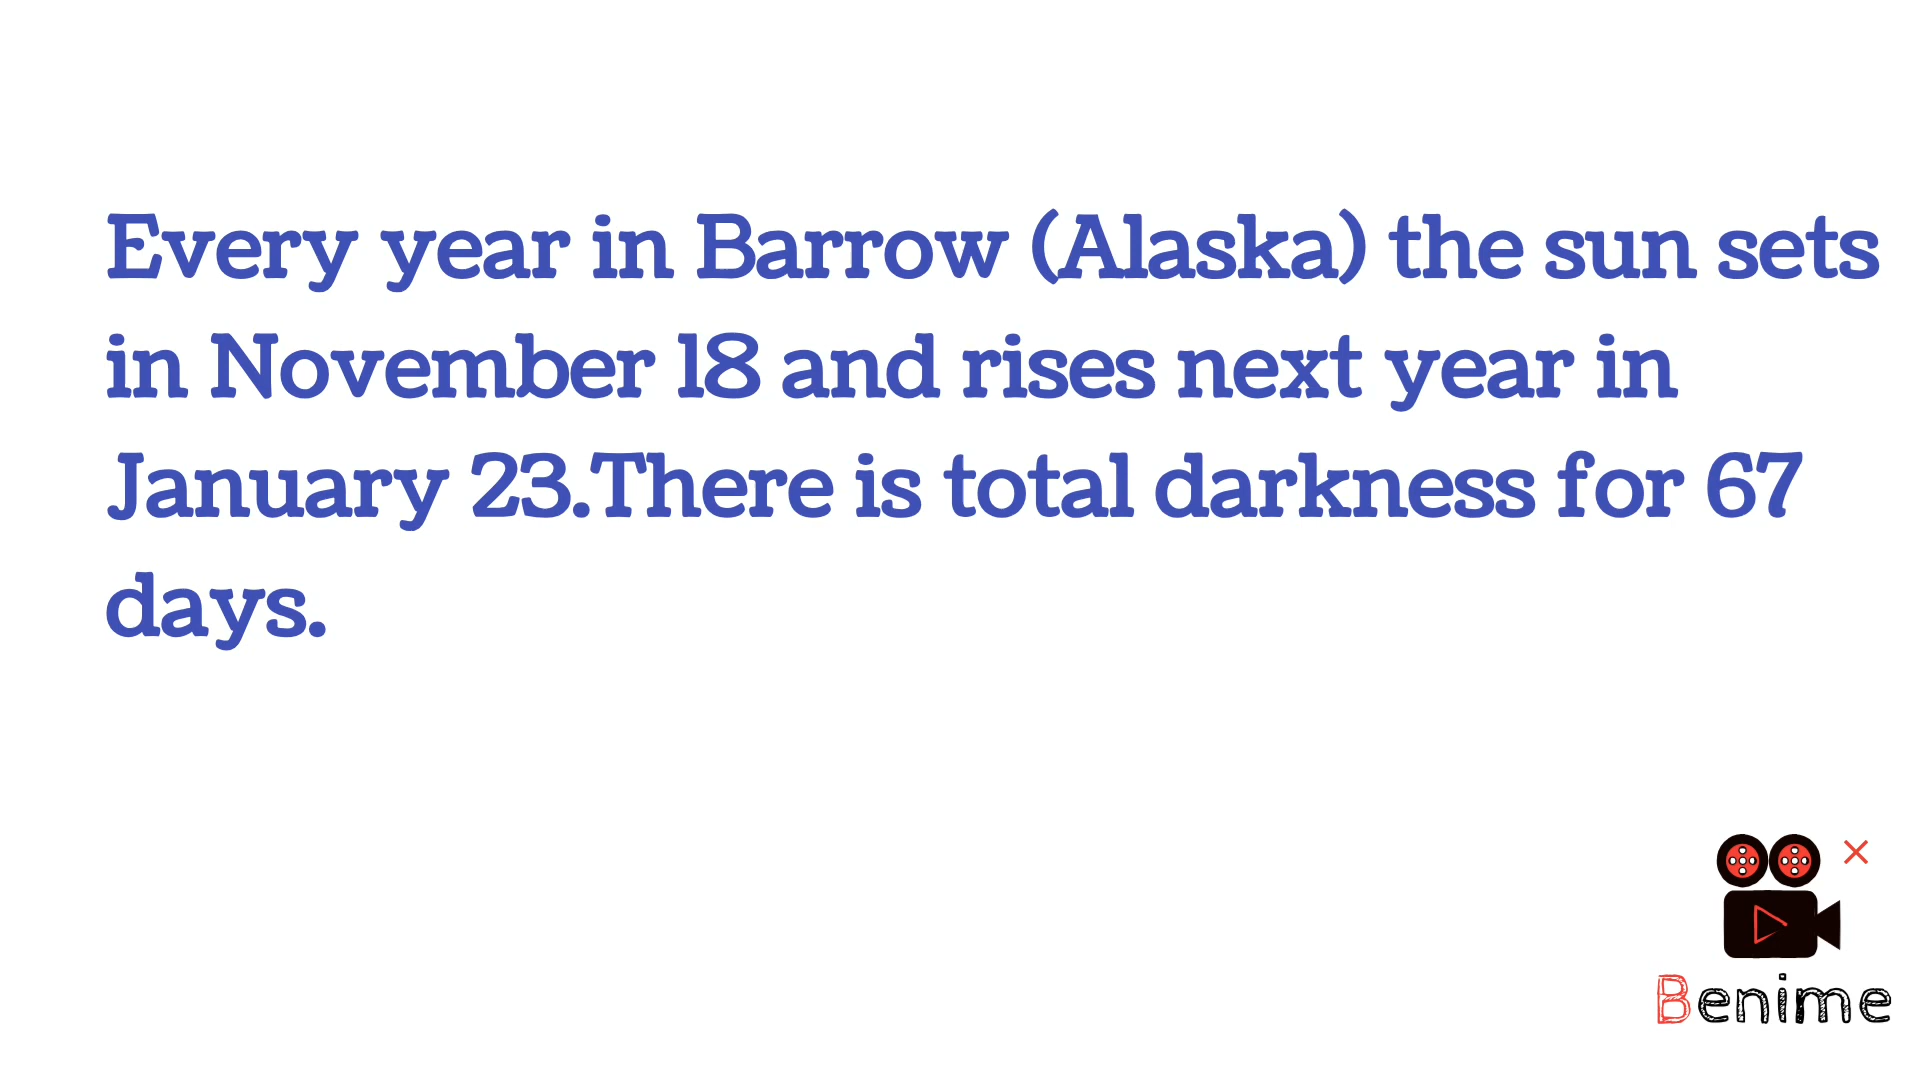 Every year in Barrow (Alaska) the sun sets
in November 18 and rises next year in
January 23.There is total darkness for 67
days.
Benime